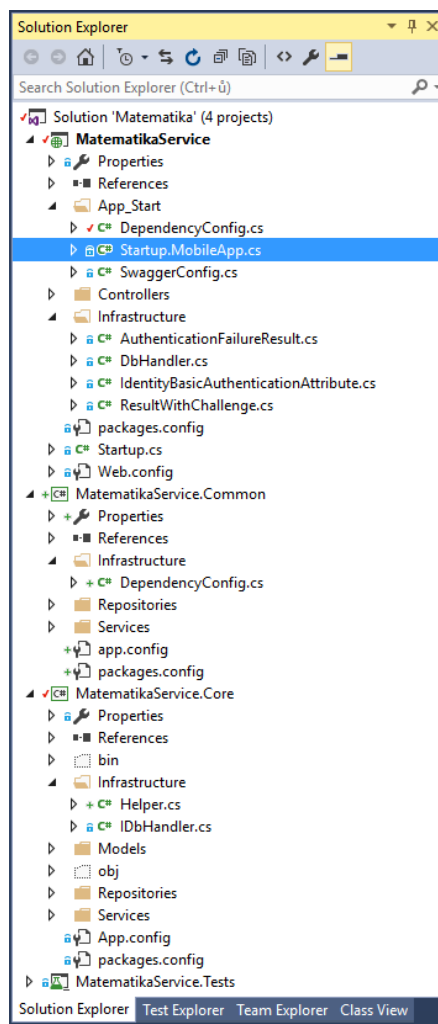 Solution Explorer
Search Solution Explorer (Ctrl+ů)
Solution 'Matematika' (4 projects)
MatematikaService
Properties
References
App_Start
DependencyConfig.cs
Startup.MobileApp.cs
SwaggerConfig.cs
Controllers
Infrastructure
AuthenticationFailureResult.cs
DbHandler.cs
IdentityBasicAuthenticationAttribute.cs
ResultWithChallenge.cs
packages.config
Startup.cs
Web.config
MatematikaService.Common
Properties
References
Infrastructure
DependencyConfig.cs
Repositories
Services
app.config
packages.config
MatematikaService.Core
Properties
References
bin
Infrastructure
Helper.cs
IDbHandler.cs
Models
obj
Repositories
Services
App.config
packages.config
MatematikaService.Tests
Solution Explorer Test Explorer Team Explorer Class View